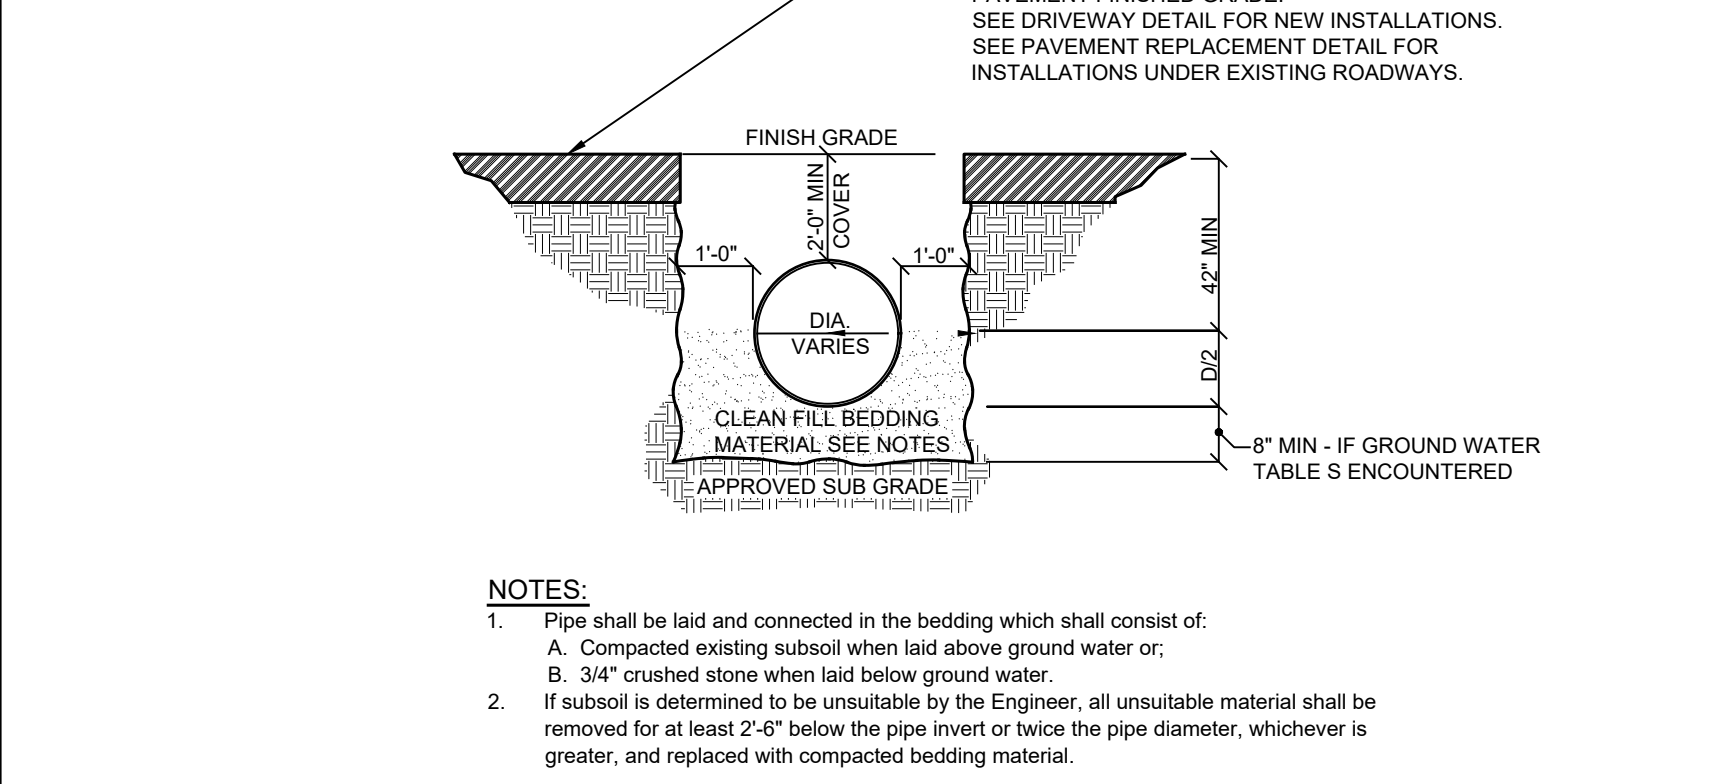 PAVEMENT FINISHED GRADE.
SEE DRIVEWAY DETAIL FOR NEW INSTALLATIONS.
SEE PAVEMENT REPLACEMENT DETAIL FOR
INSTALLATIONS UNDER EXISTING ROADWAYS.
FINISH GRADE
2'-0" MIN
COVER
1'-0"
1'-0"
42" MIN
DIA.
VARIES
D/2
CLEAN FILL BEDDING
MATERIAL SEE NOTES
8" MIN - IF GROUND WATER
TABLE S ENCOUNTERED
APPROVED SUB GRADE
NOTES:
1. Pipe shall be laid and connected in the bedding which shall consist of:
A. Compacted existing subsoil when laid above ground water or;
B. 3/4" crushed stone when laid below ground water.
2. If subsoil is determined to be unsuitable by the Engineer, all unsuitable material shall be
removed for at least 2'-6" below the pipe invert or twice the pipe diameter, whichever is
greater, and replaced with compacted bedding material.